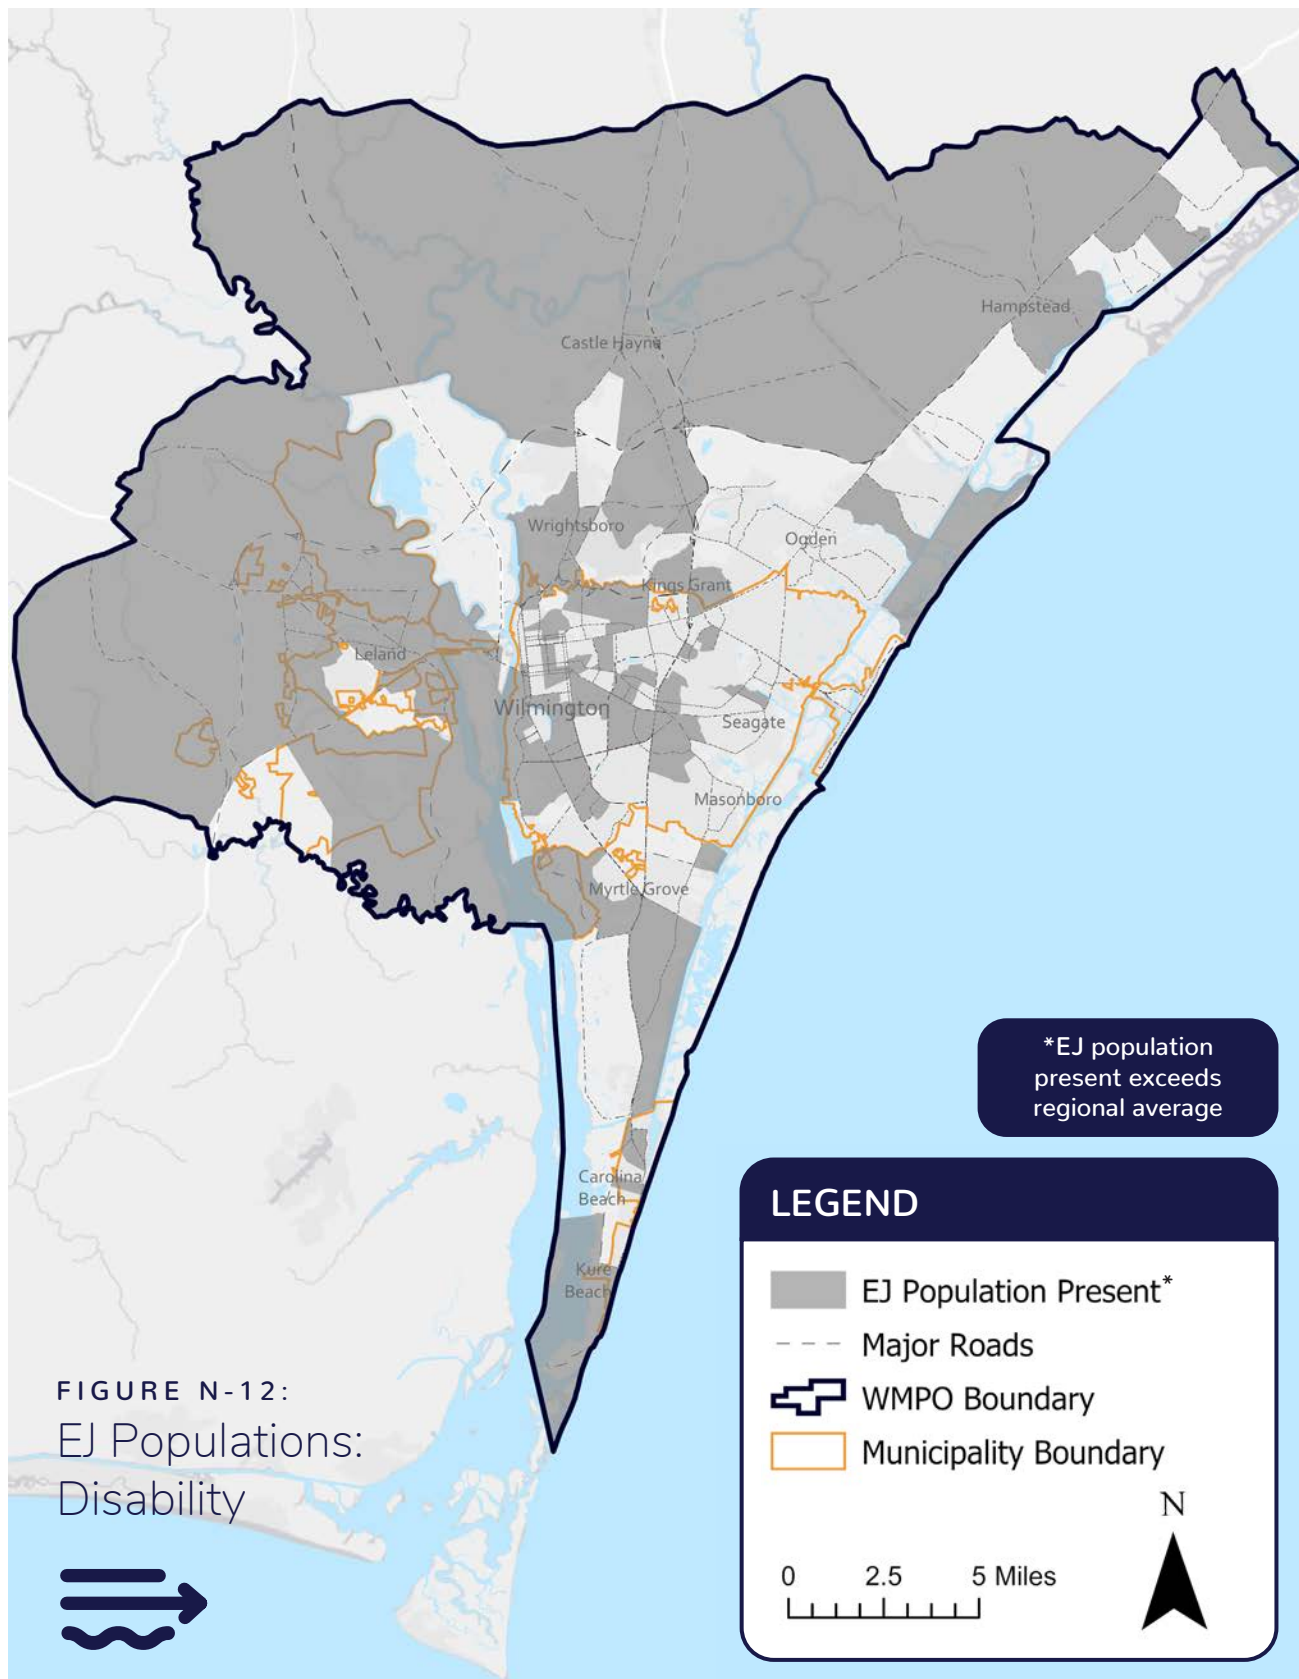 Hampstead
Castle Hayne
Wrightsboro
Ogden
Kings Grant
Leland
Wilmington
Seagate
Masonboro
Myrtle Grove
*EJ population
present exceeds
regional average
Carolina
Beach
Kure
Beach
LEGEND
EJ Population Present*
Major Roads
WMPO Boundary
Municipality Boundary
N
0 2.5 5 Miles
FIGURE N-12:
EJ Populations:
Disability